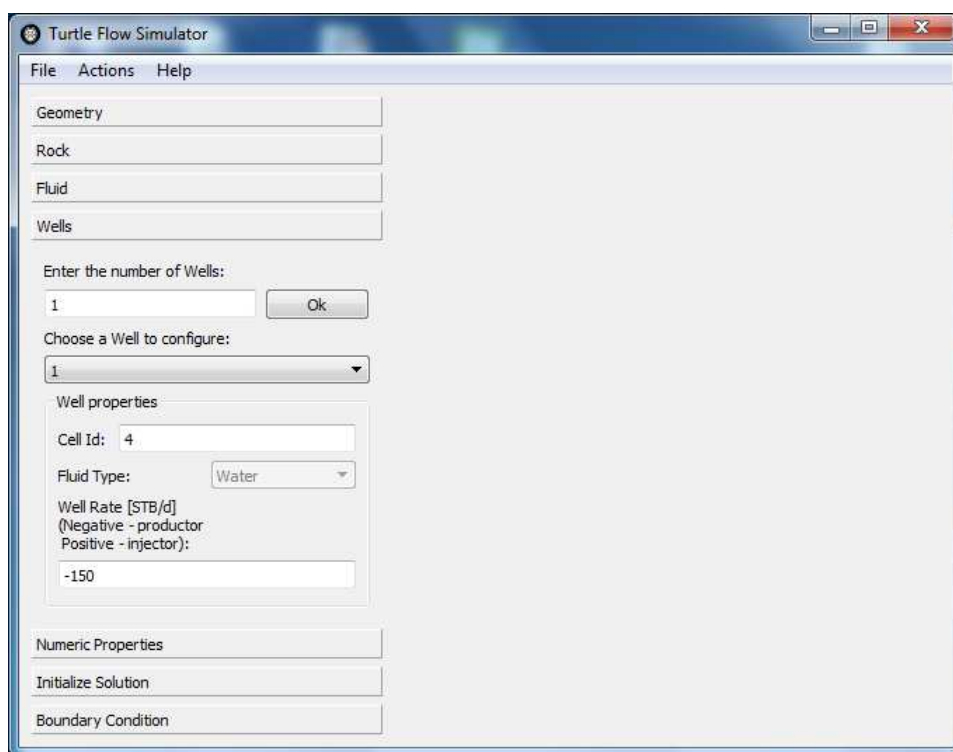 Turtle Flow Simulator
File Actions Help
Geometry
Rock
Fluid
Wells
Enter the number of Wells:
1 Ok
Choose a Well to configure:
1
Well properties
Cell Id: 4
Fluid Type: Water
Well Rate [STB/d]
(Negative - productor
Positive - injector):
-150
Numeric Properties
Initialize Solution
Boundary Condition